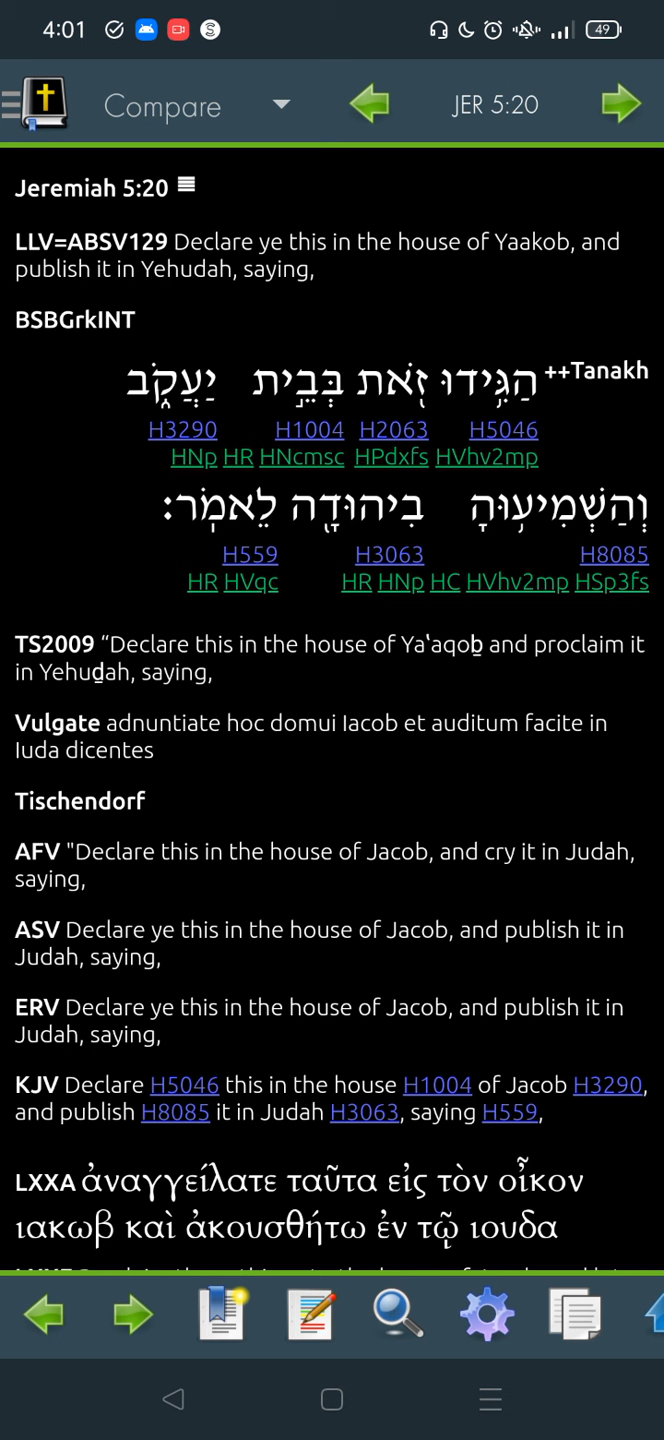 4:01
49
Compare
JER 5:20
Jeremiah 5:20
LLV=ABSV129 Declare ye this in the house of Yaakob, and
publish it in Yehudah, saying,
BSBGrkINT
++Tanakh הַגִּ֥ידוּ זֹ֖את בְּבֵ֣ית יַעֲקֹ֑ב
H5046 H2063 H1004 H3290
HVhv2mp HPdxfs HR HNcmsc HNp
וְהַשְׁמִיע֥וּהָ בִיהוּדָ֖ה לֵאמֹֽר׃
H8085 H3063 H559
HC HVhv2mp HSp3fs HR HNp HR HVqc
TS2009 “Declare this in the house of Yaʽaqoḇ and proclaim it
in Yehuḏah, saying,
Vulgate adnuntiate hoc domui Iacob et auditum facite in
Iuda dicentes
Tischendorf
AFV "Declare this in the house of Jacob, and cry it in Judah,
saying,
ASV Declare ye this in the house of Jacob, and publish it in
Judah, saying,
ERV Declare ye this in the house of Jacob, and publish it in
Judah, saying,
KJV Declare H5046 this in the house H1004 of Jacob H3290,
and publish H8085 it in Judah H3063, saying H559,
LXXA ἀναγγείλατε ταῦτα εἰς τὸν οἶκον
ιακωβ καὶ ἀκουσθήτω ἐν τῷ ιουδα